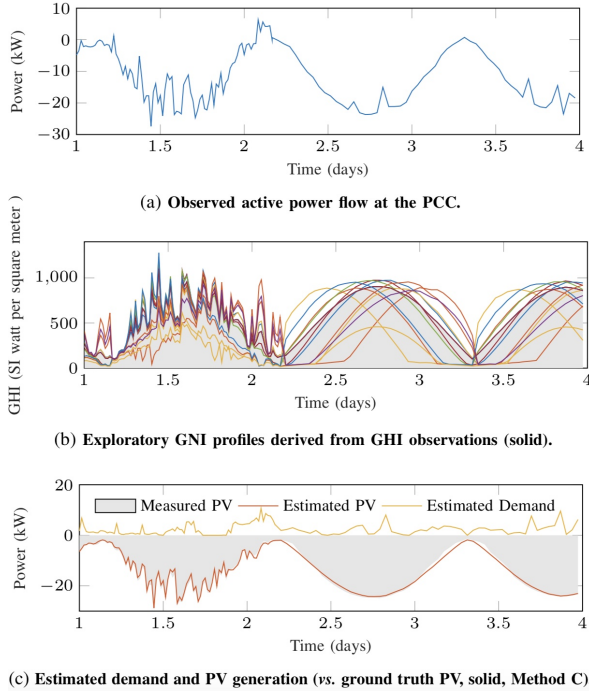 0
−10
−20
−30
Power (kW)
1 1.5 2 2.5 3 3.5 4
Time (days)
(a) Observed active power flow at the PCC.
1,000
500
0
GHI (SI watt per square meter )
1 1.5 2 2.5 3 3.5 4
Time (days)
(b) Exploratory GNI profiles derived from GHI observations (solid).
20
0
−20
Power (kW)
Measured PV Estimated PV Estimated Demand
1 1.5 2 2.5 3 3.5 4
Time (days)
(c) Estimated demand and PV generation (vs. ground truth PV, solid, Method C)